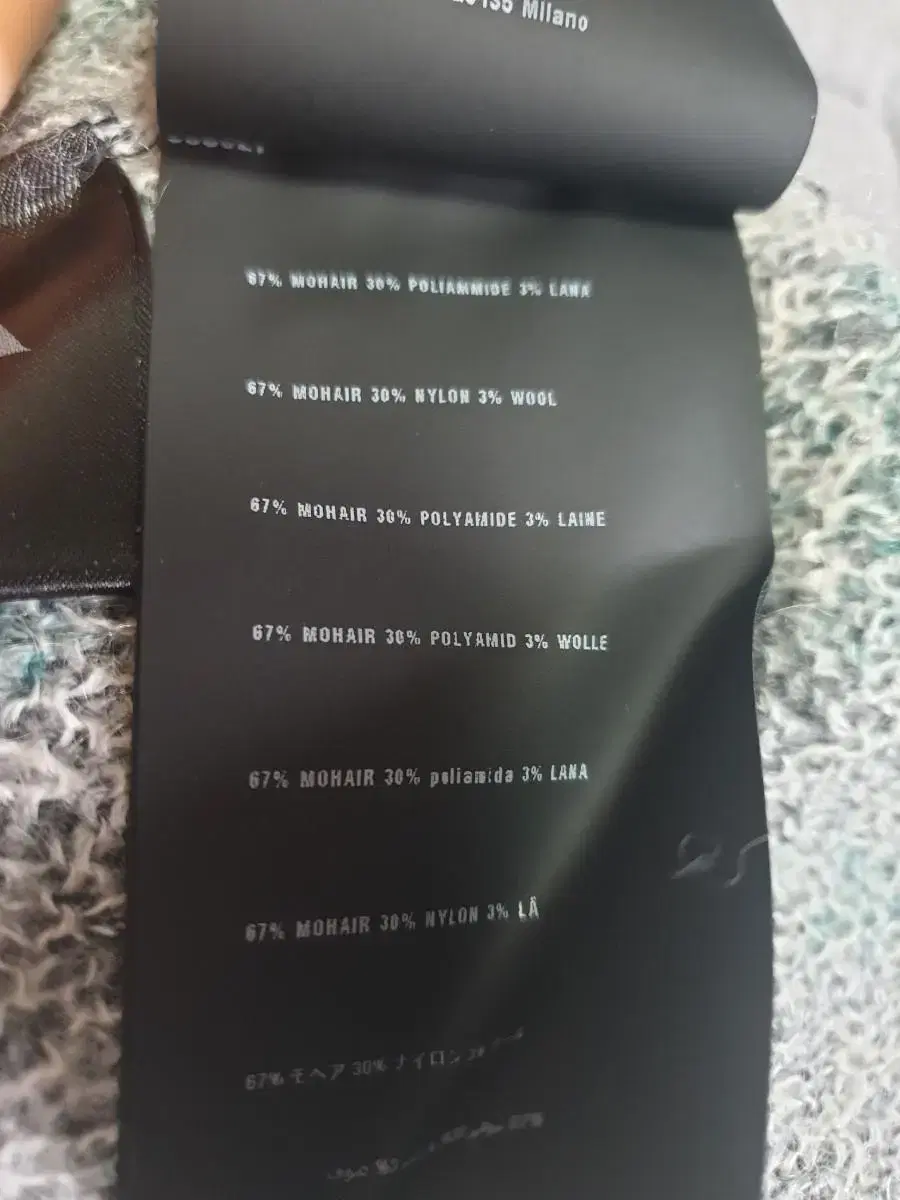 Milano
67% MOHAIR 30% POLIAMMIDE 3% LANA
67% MOHAIR 30% NYLON 3% WOOL
67% MOHAIR 30% POLYAMIDE 3% LAINE
67% MOHAIR 30% POLYAMID 3% WOLLE
67% MOHAIR 30% poliamida 3% LANA
67% MOHAIR 30% NYLON 3% LÃ
67% モヘア 30% ナイロン